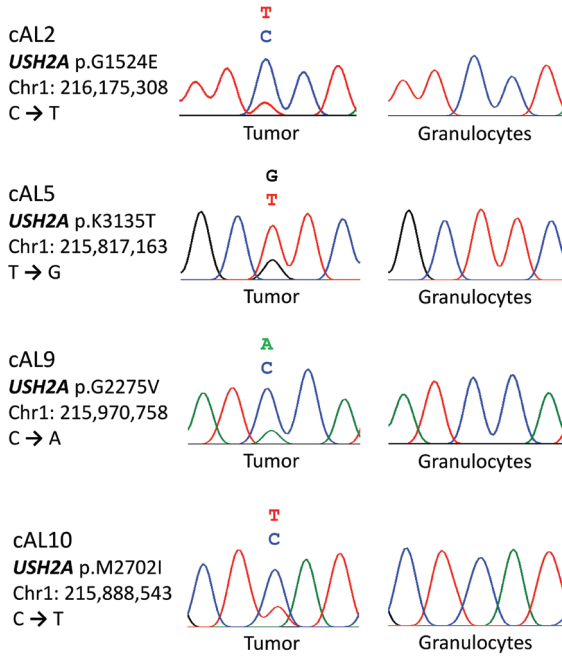 T
cAL2
C
USH2A p.G1524E
Chr1: 216,175,308
C → T
Tumor
Granulocytes
G
cAL5
T
USH2A p.K3135T
Chr1: 215,817,163
T → G
Tumor
Granulocytes
A
cAL9
C
USH2A p.G2275V
Chr1: 215,970,758
C → A
Tumor
Granulocytes
T
cAL10
C
USH2A p.M2702I
Chr1: 215,888,543
C → T
Tumor
Granulocytes